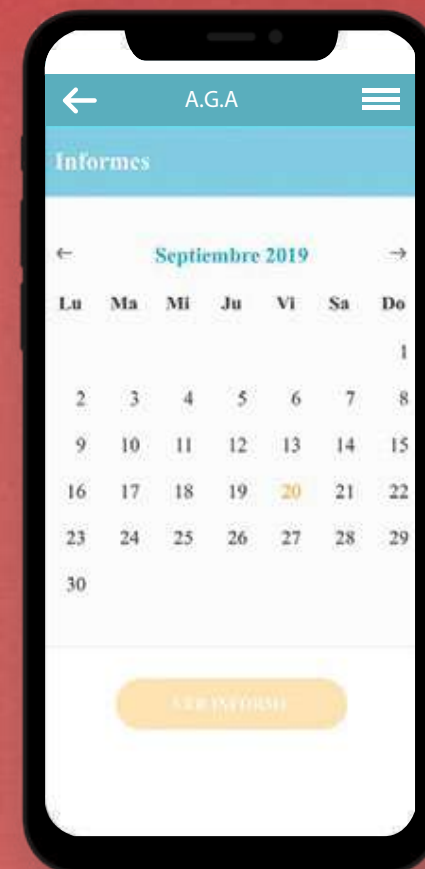 A.G.A
Informes
← Septiembre 2019 →
Lu Ma Mi Ju Vi Sa Do
1
2 3 4 5 6 7 8
9 10 11 12 13 14 15
16 17 18 19 20 21 22
23 24 25 26 27 28 29
30
VER INFORME